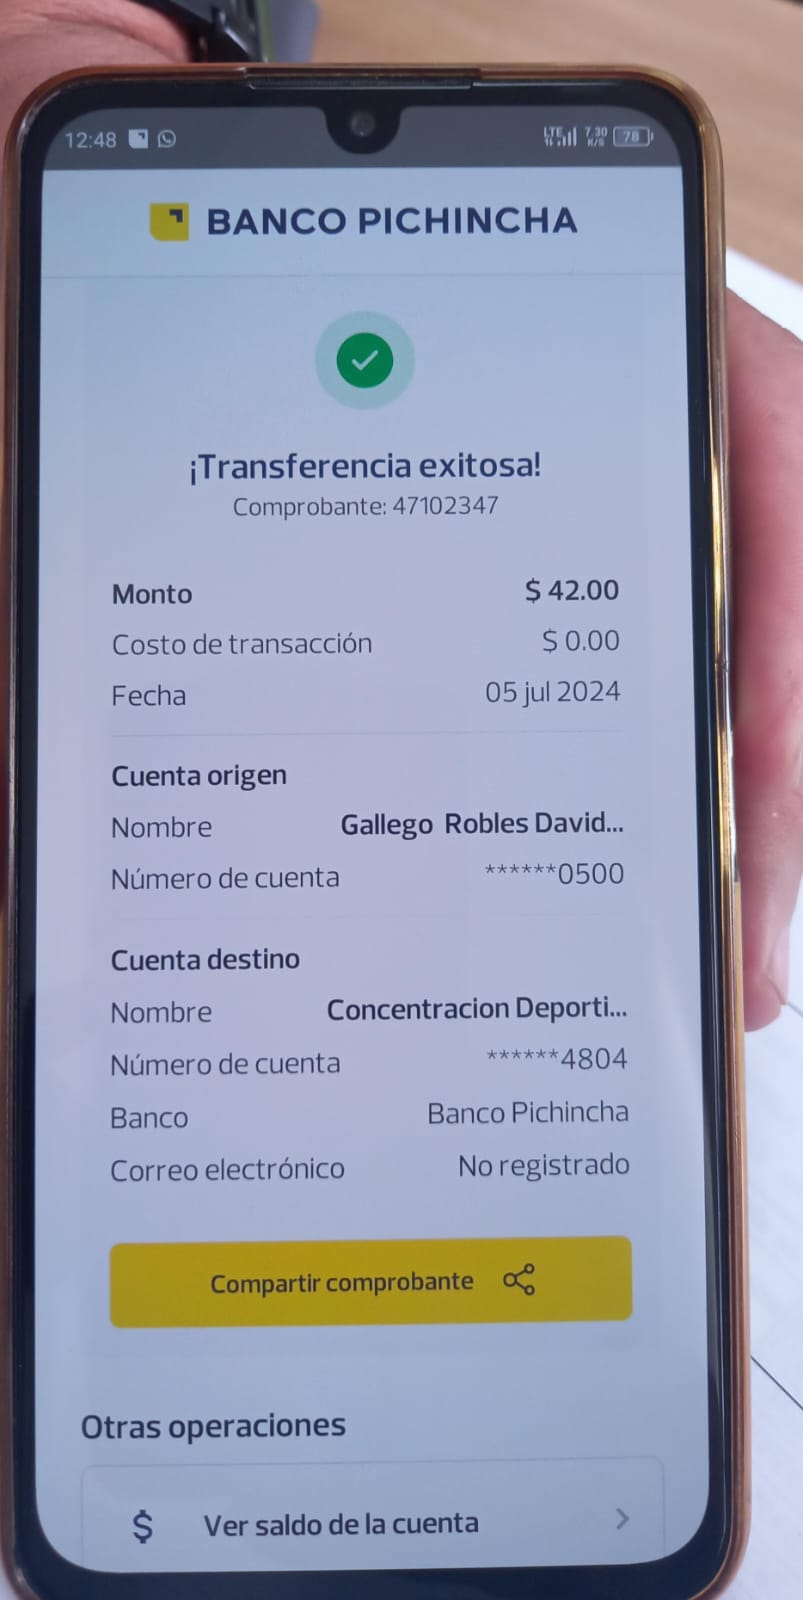 12:48 LTE 7.30 K/S 78
BANCO PICHINCHA
¡Transferencia exitosa!
Comprobante: 47102347
Monto $ 42.00
Costo de transacción $ 0.00
Fecha 05 jul 2024
Cuenta origen
Nombre Gallego Robles David...
Número de cuenta ******0500
Cuenta destino
Nombre Concentracion Deporti...
Número de cuenta ******4804
Banco Banco Pichincha
Correo electrónico No registrado
Compartir comprobante
Otras operaciones
$ Ver saldo de la cuenta